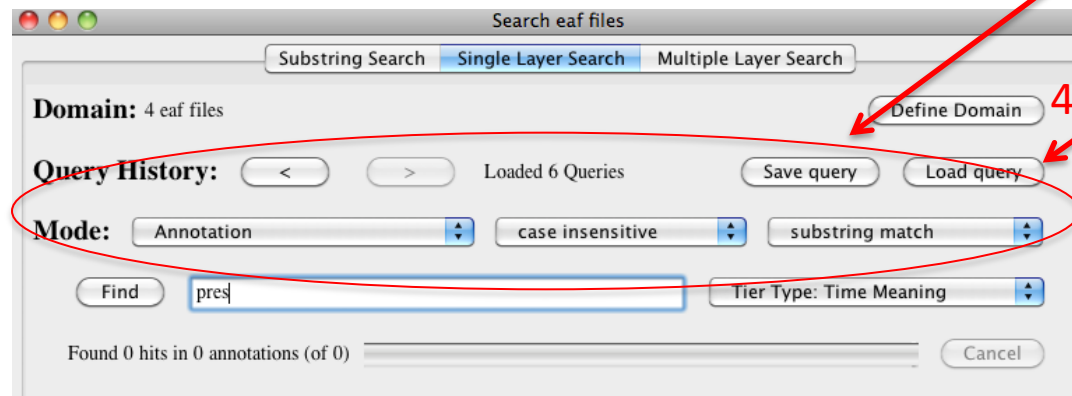 Search eaf files
Substring Search Single Layer Search Multiple Layer Search
Domain: 4 eaf files Define Domain 4
Query History: < > Loaded 6 Queries Save query Load query
Mode: Annotation case insensitive substring match
Find pres Tier Type: Time Meaning
Found 0 hits in 0 annotations (of 0) Cancel